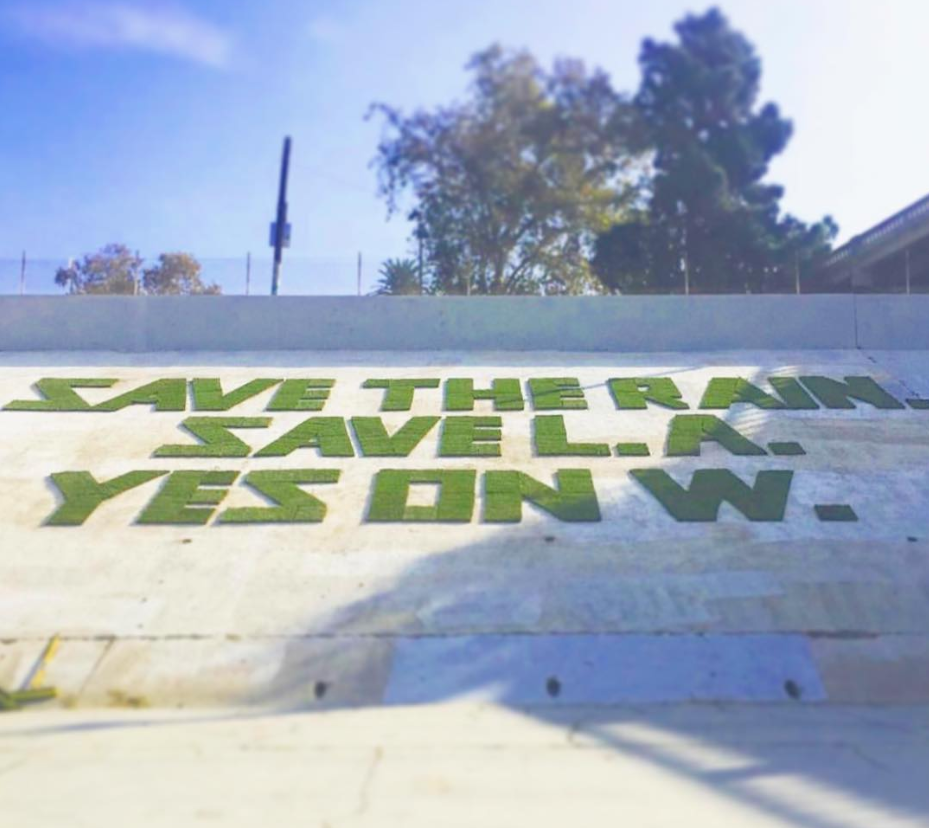 SAVE THE RAIN.
SAVE L.A.
YES ON W.